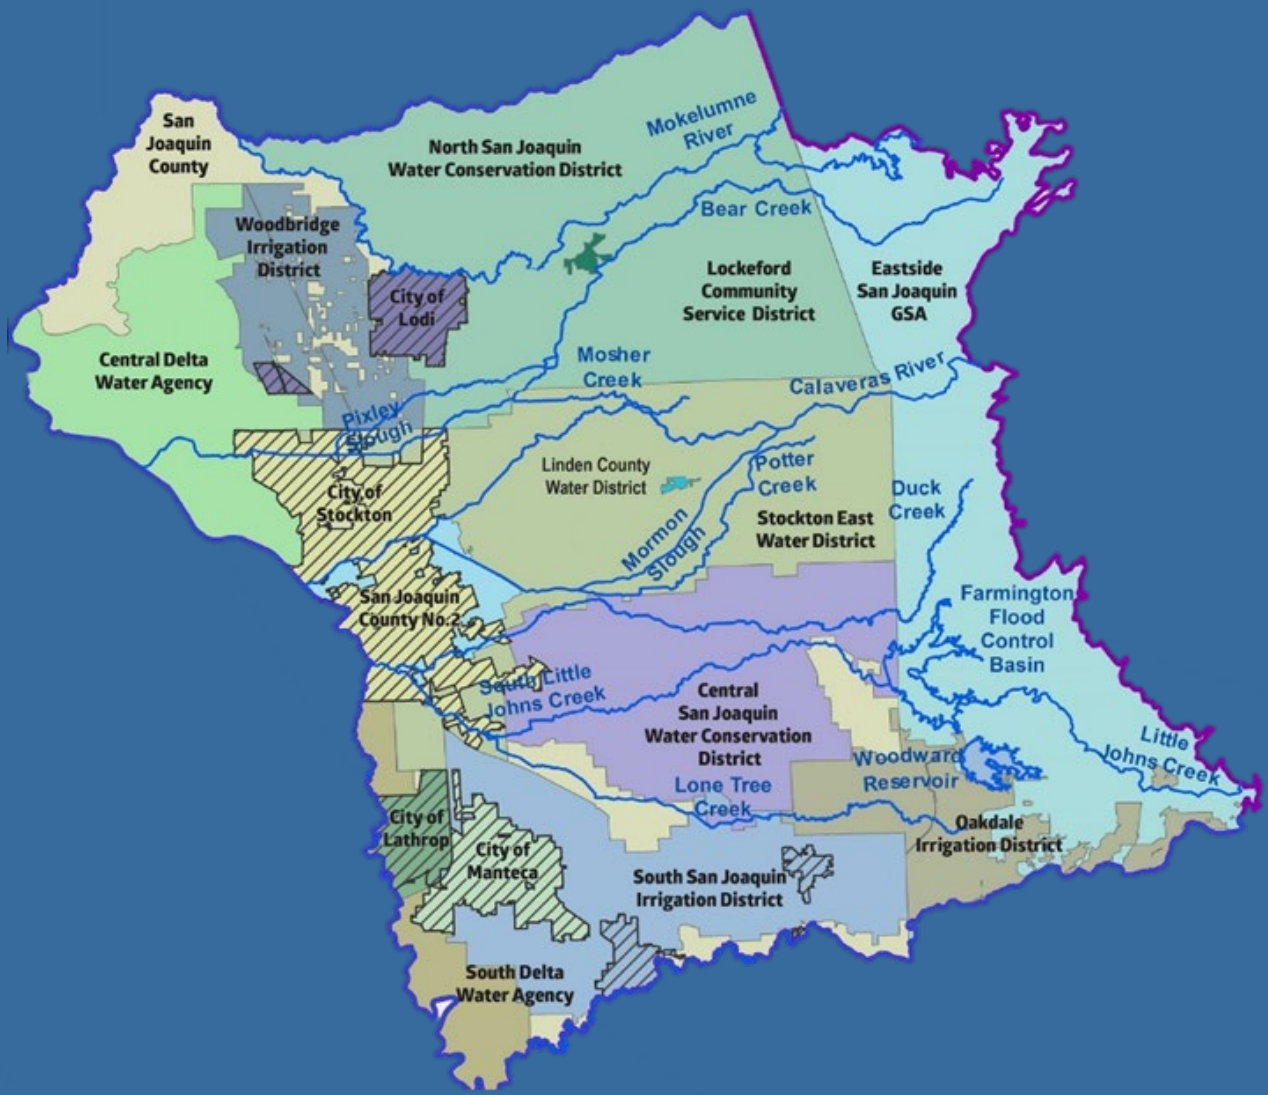 San
Joaquin
County
North San Joaquin
Water Conservation District
Mokelumne
River
Bear Creek
Woodbridge
Irrigation
District
City of
Lodi
Lockeford
Community
Service District
Eastside
San Joaquin
GSA
Central Delta
Water Agency
Mosher
Creek
Calaveras River
Pixley
Slough
Linden County
Water District
Potter
Creek
Duck
Creek
City of
Stockton
Mormon
Slough
Stockton East
Water District
San Joaquin
County No.2
Farmington
Flood
Control
Basin
South Little
Johns Creek
Central
San Joaquin
Water Conservation
District
Woodward
Reservoir
Little
Johns Creek
Lone Tree
Creek
City of
Lathrop
City of
Manteca
Oakdale
Irrigation District
South San Joaquin
Irrigation District
South Delta
Water Agency